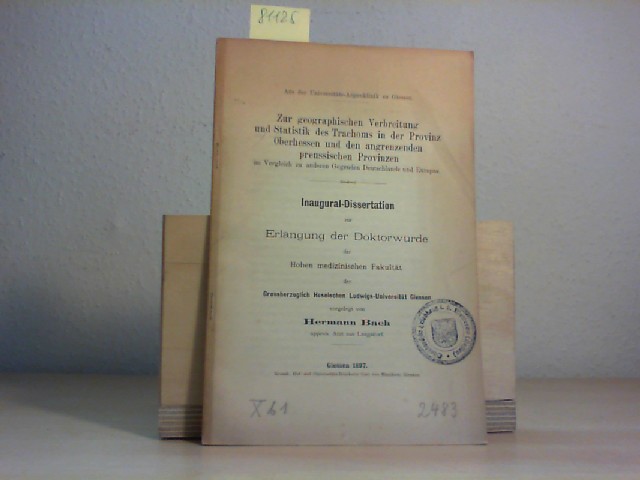 81125
Aus der Universitäts-Augenklinik zu Giessen.
Zur geographischen Verbreitung
und Statistik des Trachoms in der Provinz
Oberhessen und den angrenzenden
preussischen Provinzen
im Vergleich zu anderen Gegenden Deutschlands und Europas
Inaugural-Dissertation
zur
Erlangung der Doktorwürde
der
Hohen medizinischen Fakultät
der
Grossherzoglich Hessischen Ludwigs-Universität Giessen
vorgelegt von
Hermann Bach
approb. Arzt aus
Giessen 1897.
X 41
2483